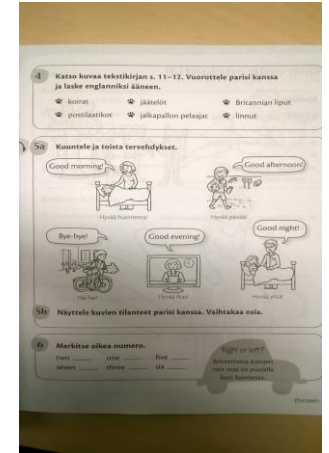 4 Katso kuvaa tekstikirjan s. 11–12. Vuorottele parisi kanssa
ja laske englanniksi ääneen.
koirat jäätelöt Britannian liput
postilaatikot jalkapallon pelaajat linnut
5a Kuuntele ja toista tervehdykset.
Good morning! Good afternoon!
Hyvää huomenta! Hyvää päivää!
Bye-bye! Good evening! Good night!
Hei hei! Hyvää iltaa! Hyvää yötä!
5b Näyttele kuvien tilanteet parisi kanssa. Vaihtakaa osia.
6 Merkitse oikea numero.
two one five
seven three six
Right or left?
Britanniassa autojen
ratit ovat eri puolella
kuin Suomessa.
thirteen